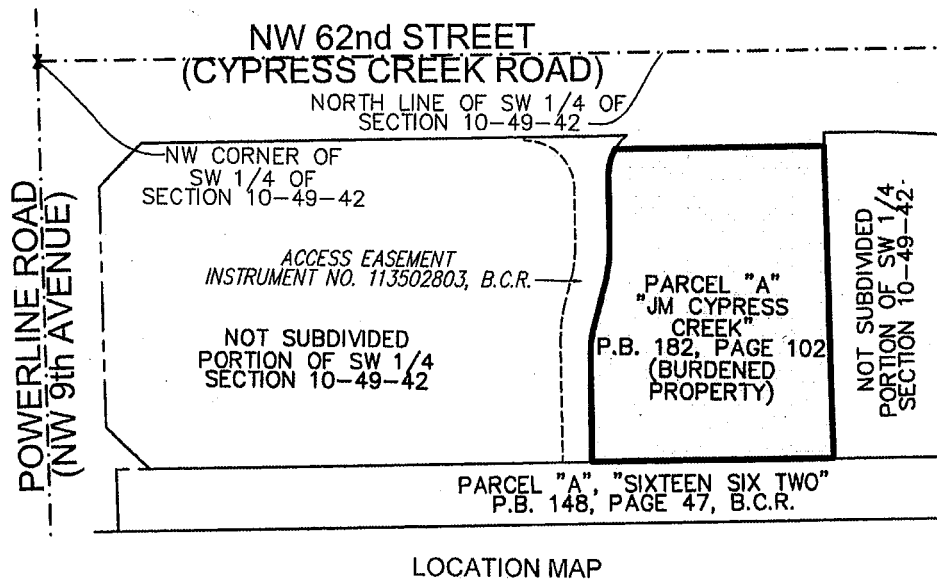 NW 62nd STREET
(CYPRESS CREEK ROAD)
NORTH LINE OF SW 1/4 OF
SECTION 10-49-42
NW CORNER OF
SW 1/4 OF
SECTION 10-49-42
POWERLINE ROAD
(NW 9th AVENUE)
ACCESS EASEMENT
INSTRUMENT NO. 113502803, B.C.R.
NOT SUBDIVIDED
PORTION OF SW 1/4
SECTION 10-49-42
PARCEL "A"
"JM CYPRESS
CREEK"
P.B. 182, PAGE 102
(BURDENED
PROPERTY)
NOT SUBDIVIDED
PORTION OF SW 1/4
SECTION 10-49-42
PARCEL "A", "SIXTEEN SIX TWO"
P.B. 148, PAGE 47, B.C.R.
LOCATION MAP